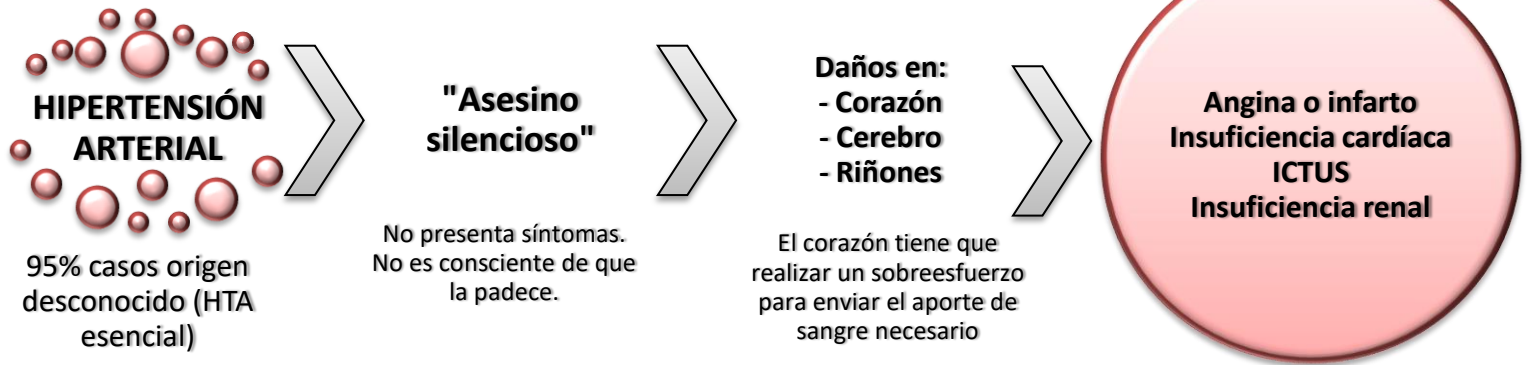 HIPERTENSIÓN
ARTERIAL
95% casos origen
desconocido (HTA
esencial)
"Asesino
silencioso"
No presenta síntomas.
No es consciente de que
la padece.
Daños en:
- Corazón
- Cerebro
- Riñones
El corazón tiene que
realizar un sobreesfuerzo
para enviar el aporte de
sangre necesario
Angina o infarto
Insuficiencia cardíaca
ICTUS
Insuficiencia renal